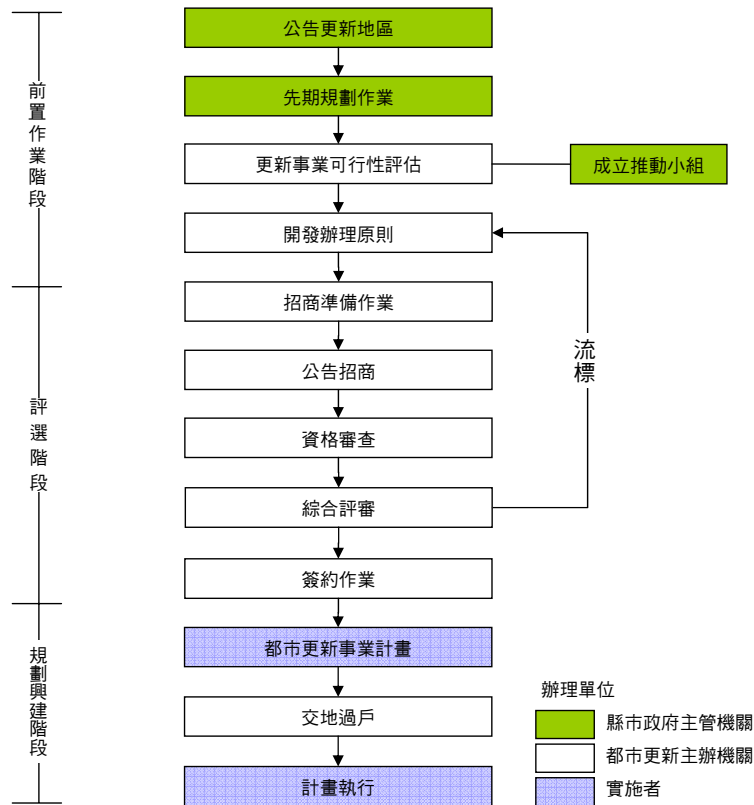 公告更新地區
先期規劃作業
更新事業可行性評估
成立推動小組
開發辦理原則
招商準備作業
公告招商
資格審查
綜合評審
簽約作業
都市更新事業計畫
交地過戶
計畫執行
流標
前置作業階段
評選階段
規劃興建階段
辦理單位
縣市政府主管機關
都市更新主辦機關
實施者